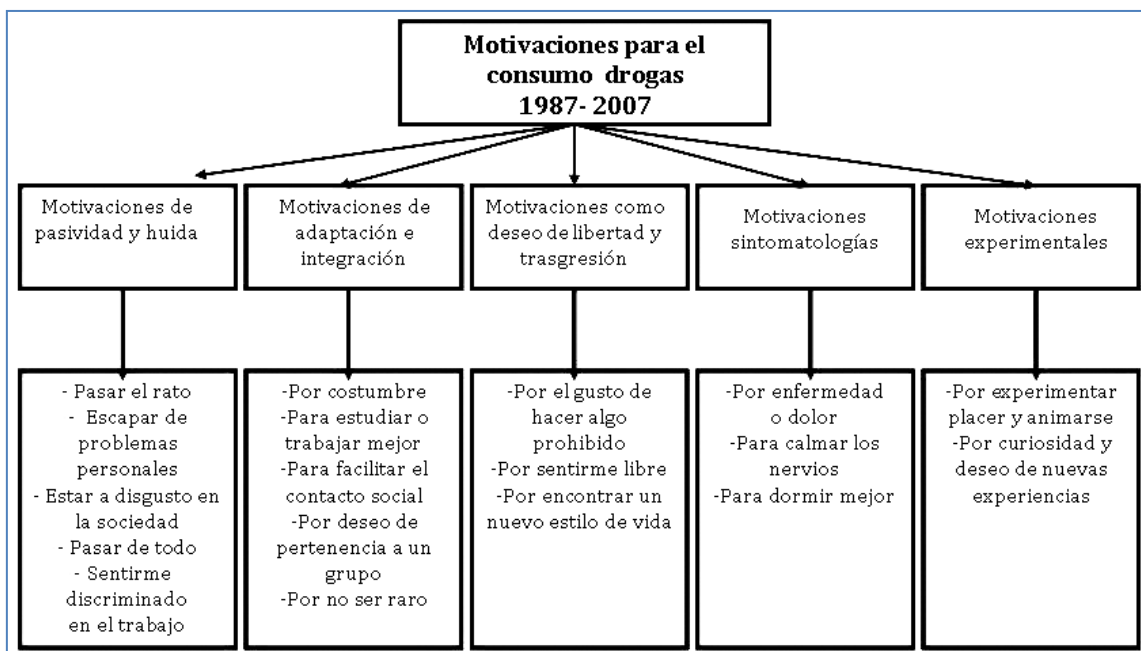 Motivaciones para el
consumo drogas
1987- 2007
Motivaciones de
pasividad y huida
Motivaciones de
adaptación e
integración
Motivaciones como
deseo de libertad y
trasgresión
Motivaciones
sintomatologías
Motivaciones
experimentales
- Pasar el rato
- Escapar de
problemas
personales
- Estar a disgusto en
la sociedad
- Pasar de todo
- Sentirme
discriminado
en el trabajo
-Por costumbre
-Para estudiar o
trabajar mejor
-Para facilitar el
contacto social
-Por deseo de
pertenencia a un
grupo
-Por no ser raro
-Por el gusto de
hacer algo
prohibido
-Por sentirme libre
-Por encontrar un
nuevo estilo de vida
-Por enfermedad
o dolor
-Para calmar los
nervios
-Para dormir mejor
-Por experimentar
placer y animarse
-Por curiosidad y
deseo de nuevas
experiencias